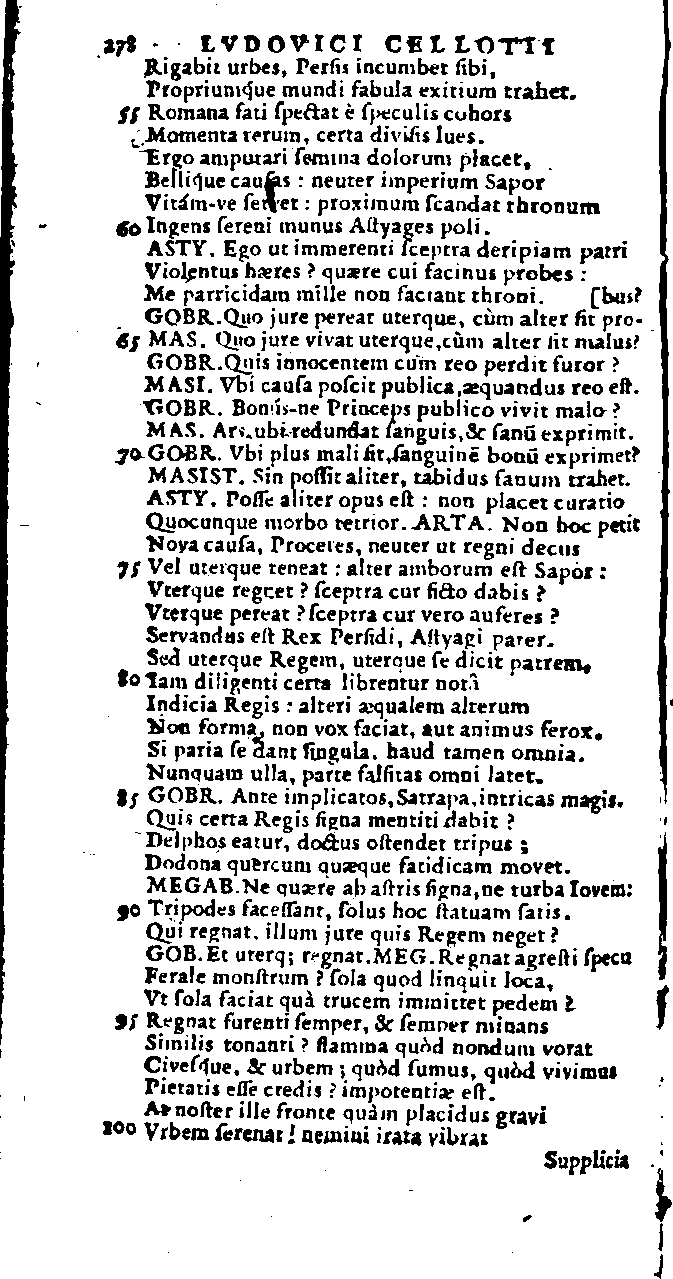 278 LVDOVICI CELLOTII
Rigabit urbes, Persis incumbet sibi,
Propriumque mundi fabula exitium trahet.
55 Romana fati spectat è speculis cohors
Momenta rerum, certa divisis lues.
Ergo amputari semina dolorum placet,
Bellique causas : neuter imperium Sapor
Vitám-ve servet : proximum scandat thronum
60 Ingens sereni munus Astyages poli.
ASTY. Ego ut immerenti sceptra deripiam patri
Violentus hæres ? quære cui facinus probes :
Me parricidam mille non faciant throni. [bus?
GOBR. Quo jure pereat uterque, cùm alter sit pro-
65 MAS. Quo jure vivat uterque, cùm alter sit malus?
GOBR. Quis innocentem cum reo perdit furor ?
MASI. Vbi causa poscit publica, æquandus reo est.
GOBR. Bonús-ne Princeps publico vivit malo ?
MAS. Ars, ubi redundat sanguis, & sanū exprimit.
70 GOBR. Vbi plus mali sit, sanguinē bonū exprimet?
MASIST. Sin possit aliter, tabidus sanum trahet.
ASTY. Posse aliter opus est : non placet curatio
Quocunque morbo tetrior. ARTA. Non hoc petit
Nova causa, Proceres, neuter ut regni decus
75 Vel uterque teneat : alter amborum est Sapor :
Vterque regnet ? sceptra cur ficto dabis ?
Vterque pereat ? sceptra cur vero auferes ?
Servandus est Rex Persidi, Astyagi pater.
Sed uterque Regem, uterque se dicit patrem,
80 Iam diligenti certa librentur notâ
Indicia Regis : alteri æqualem alterum
Non forma, non vox faciat, aut animus ferox.
Si paria se dant singula, haud tamen omnia.
Nunquam ulla, parte falsitas omni latet.
85 GOBR. Ante implicatos, Satrapa, intricas magis.
Quis certa Regis signa mentiti dabit ?
Delphos eatur, doctus ostendet tripus ;
Dodona quercum quæque fatidicam movet.
MEGAB. Ne quære ab astris signa, ne turba Iovem:
90 Tripodes facessant, solus hoc statuam satis.
Qui regnat, illum jure quis Regem neget ?
GOB. Et uterq; regnat. MEG. Regnat agresti specu
Ferale monstrum ? sola quod linquit loca,
Vt sola faciat quà trucem immittet pedem ?
95 Regnat furenti semper, & semper minans
Similis tonanti ? flamma quòd nondum vorat
Civesque, & urbem ; quòd sumus, quòd vivimus
Pietatis esse credis ? impotentiæ est.
At noster ille fronte quàm placidus gravi
100 Vrbem serenat ! nemini irata vibrat
Supplicia